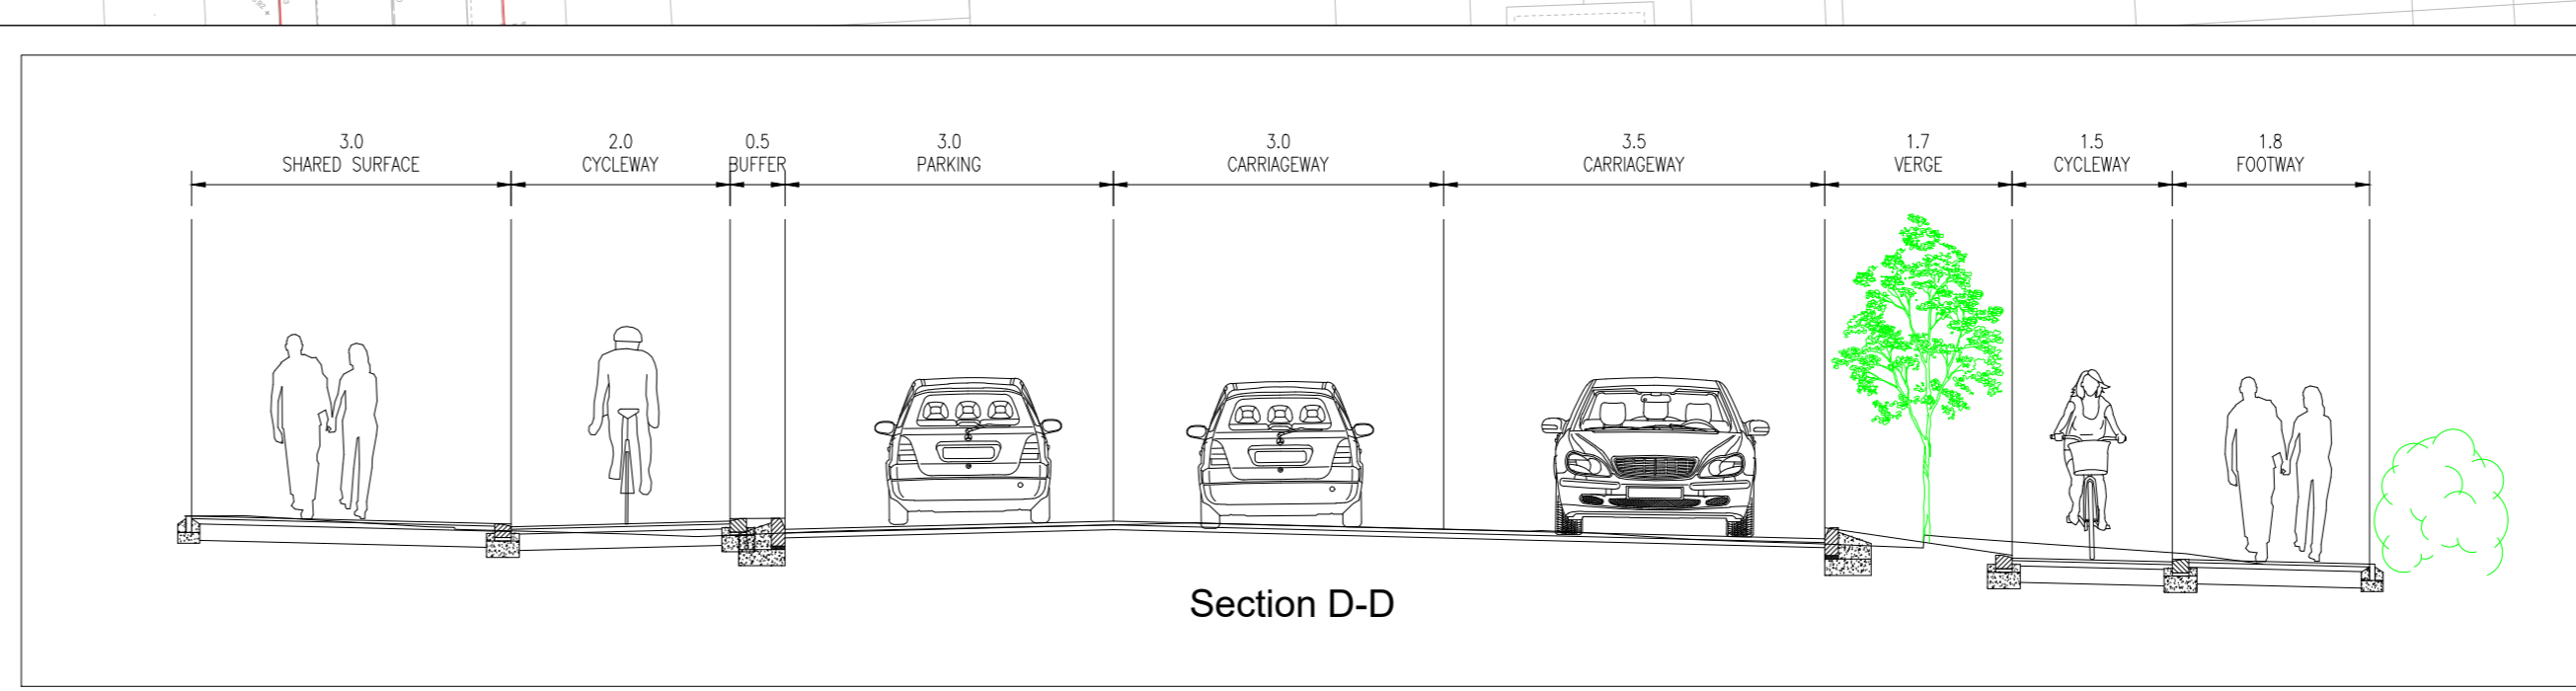 3.0
SHARED SURFACE
2.0
CYCLEWAY
0.5
BUFFER
3.0
PARKING
3.0
CARRIAGEWAY
3.5
CARRIAGEWAY
1.7
VERGE
1.5
CYCLEWAY
1.8
FOOTWAY
Section D-D